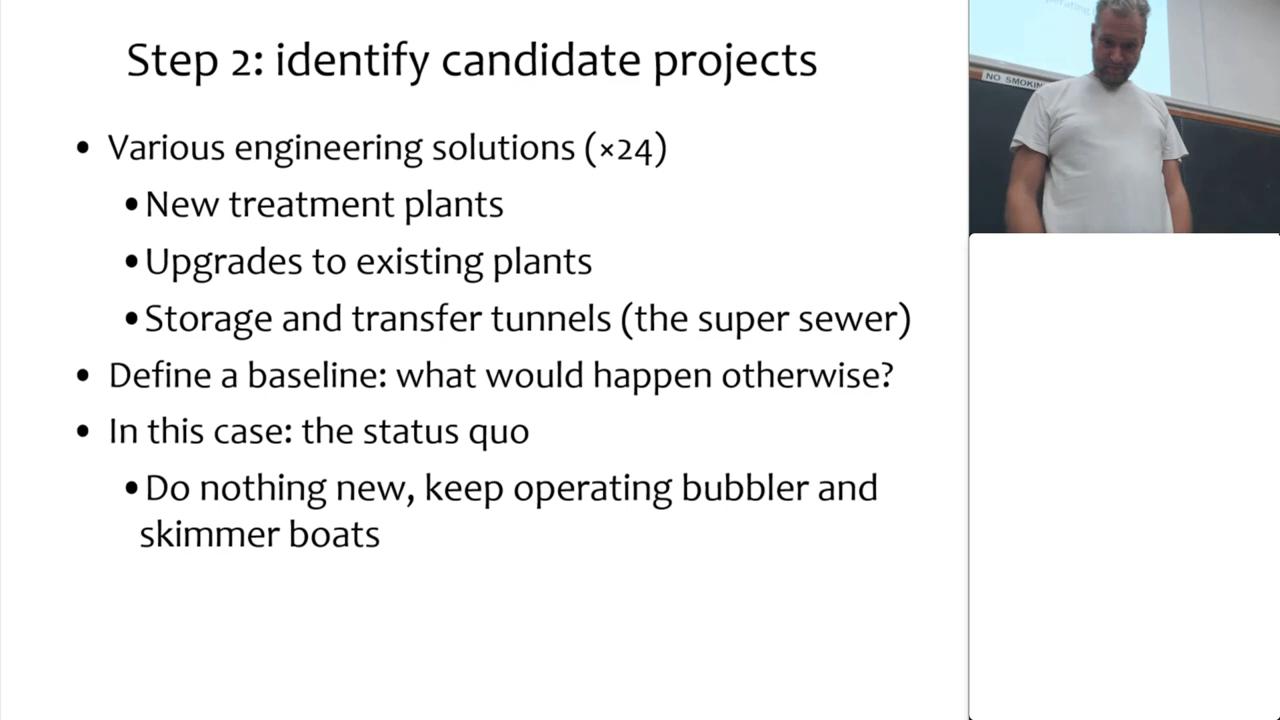 Step 2: identify candidate projects
• Various engineering solutions (×24)
•New treatment plants
•Upgrades to existing plants
•Storage and transfer tunnels (the super sewer)
• Define a baseline: what would happen otherwise?
• In this case: the status quo
•Do nothing new, keep operating bubbler and
skimmer boats
NO SMOKIN